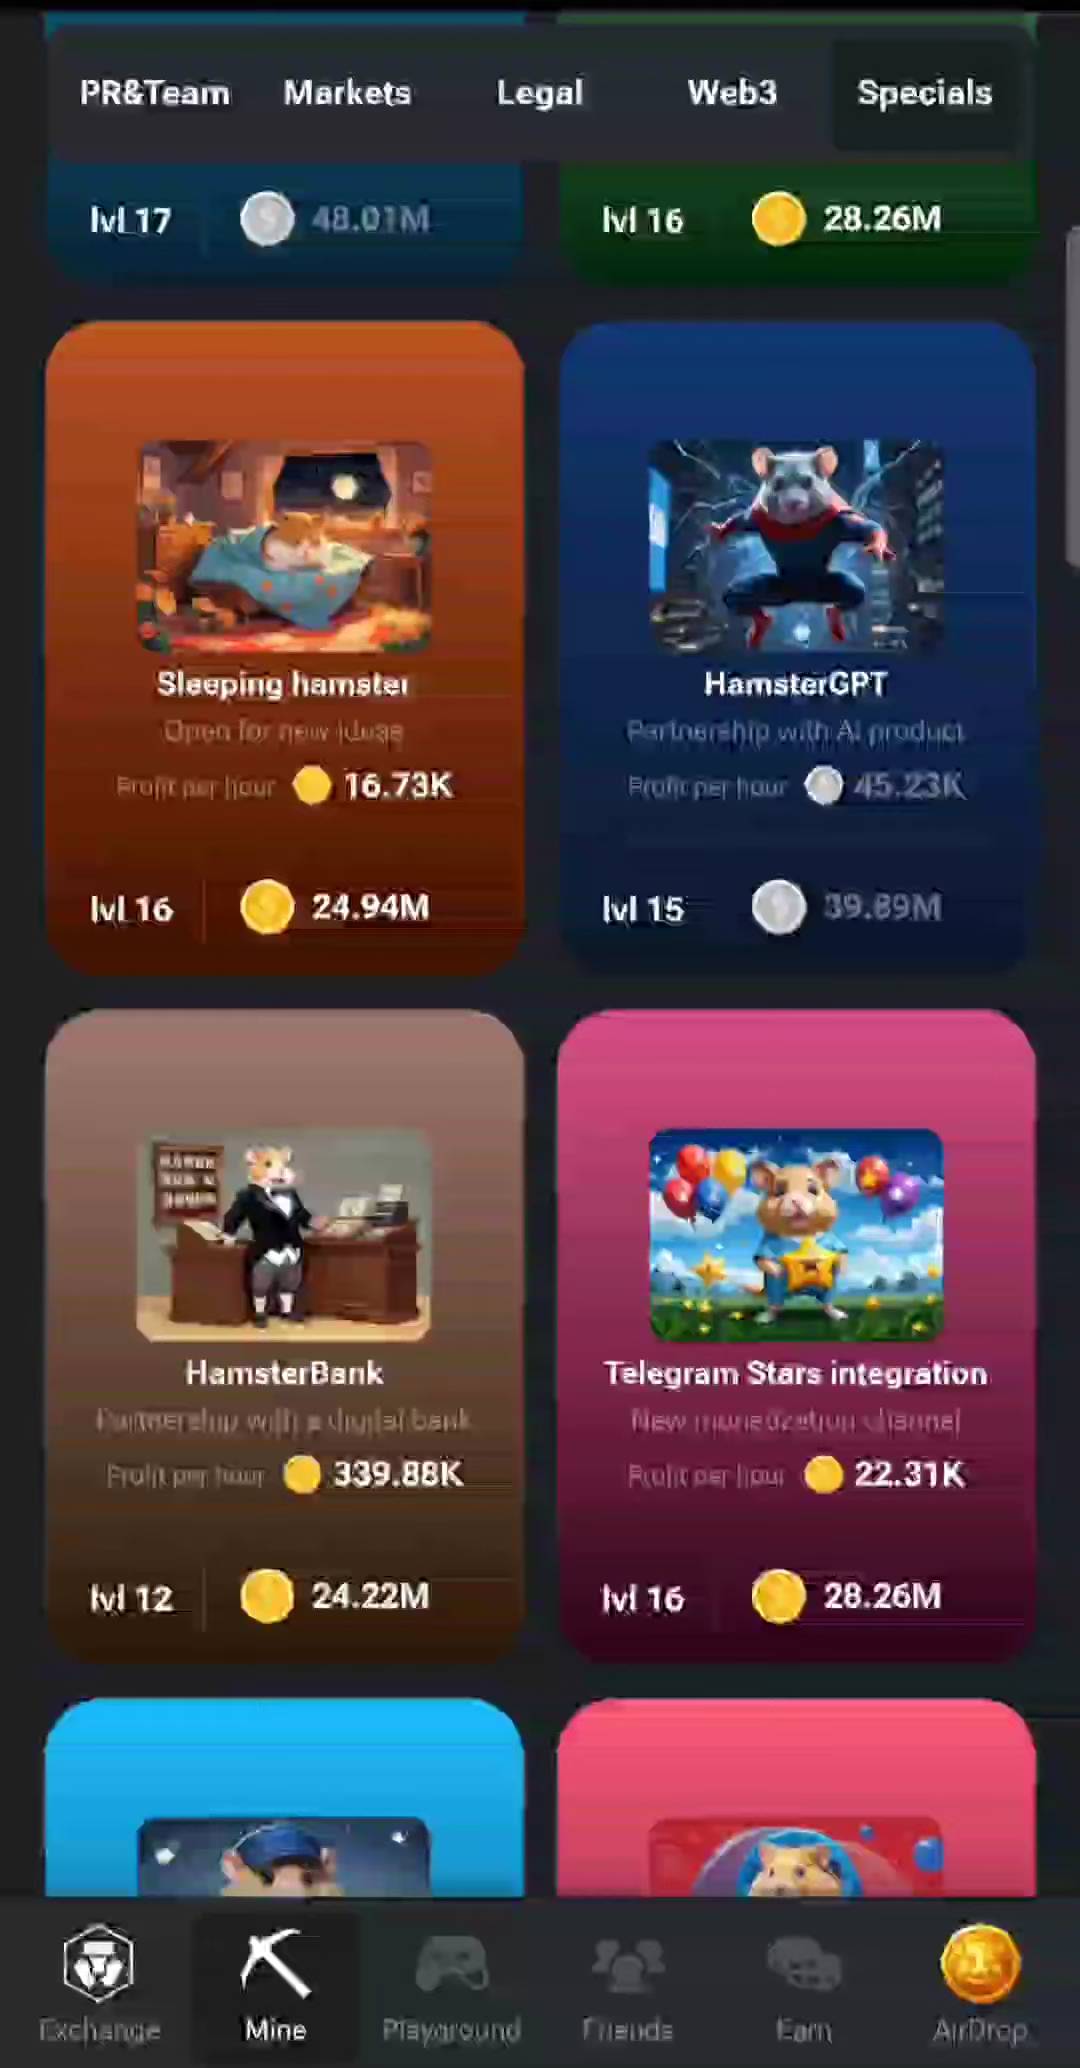 PR&Team Markets Legal Web3 Specials
lvl 17 48.01M
lvl 16 28.26M
Sleeping hamster
Open for new ideas
Profit per hour 16.73K
lvl 16 24.94M
HamsterGPT
Partnership with AI product
Profit per hour 45.23K
lvl 15 39.89M
HamsterBank
Partnership with a digital bank
Profit per hour 339.88K
lvl 12 24.22M
Telegram Stars integration
New monetization channel
Profit per hour 22.31K
lvl 16 28.26M
Exchange Mine Playground Friends Earn AirDrop